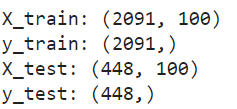 X_train: (2091, 100)
y_train: (2091,)
X_test: (448, 100)
y_test: (448,)